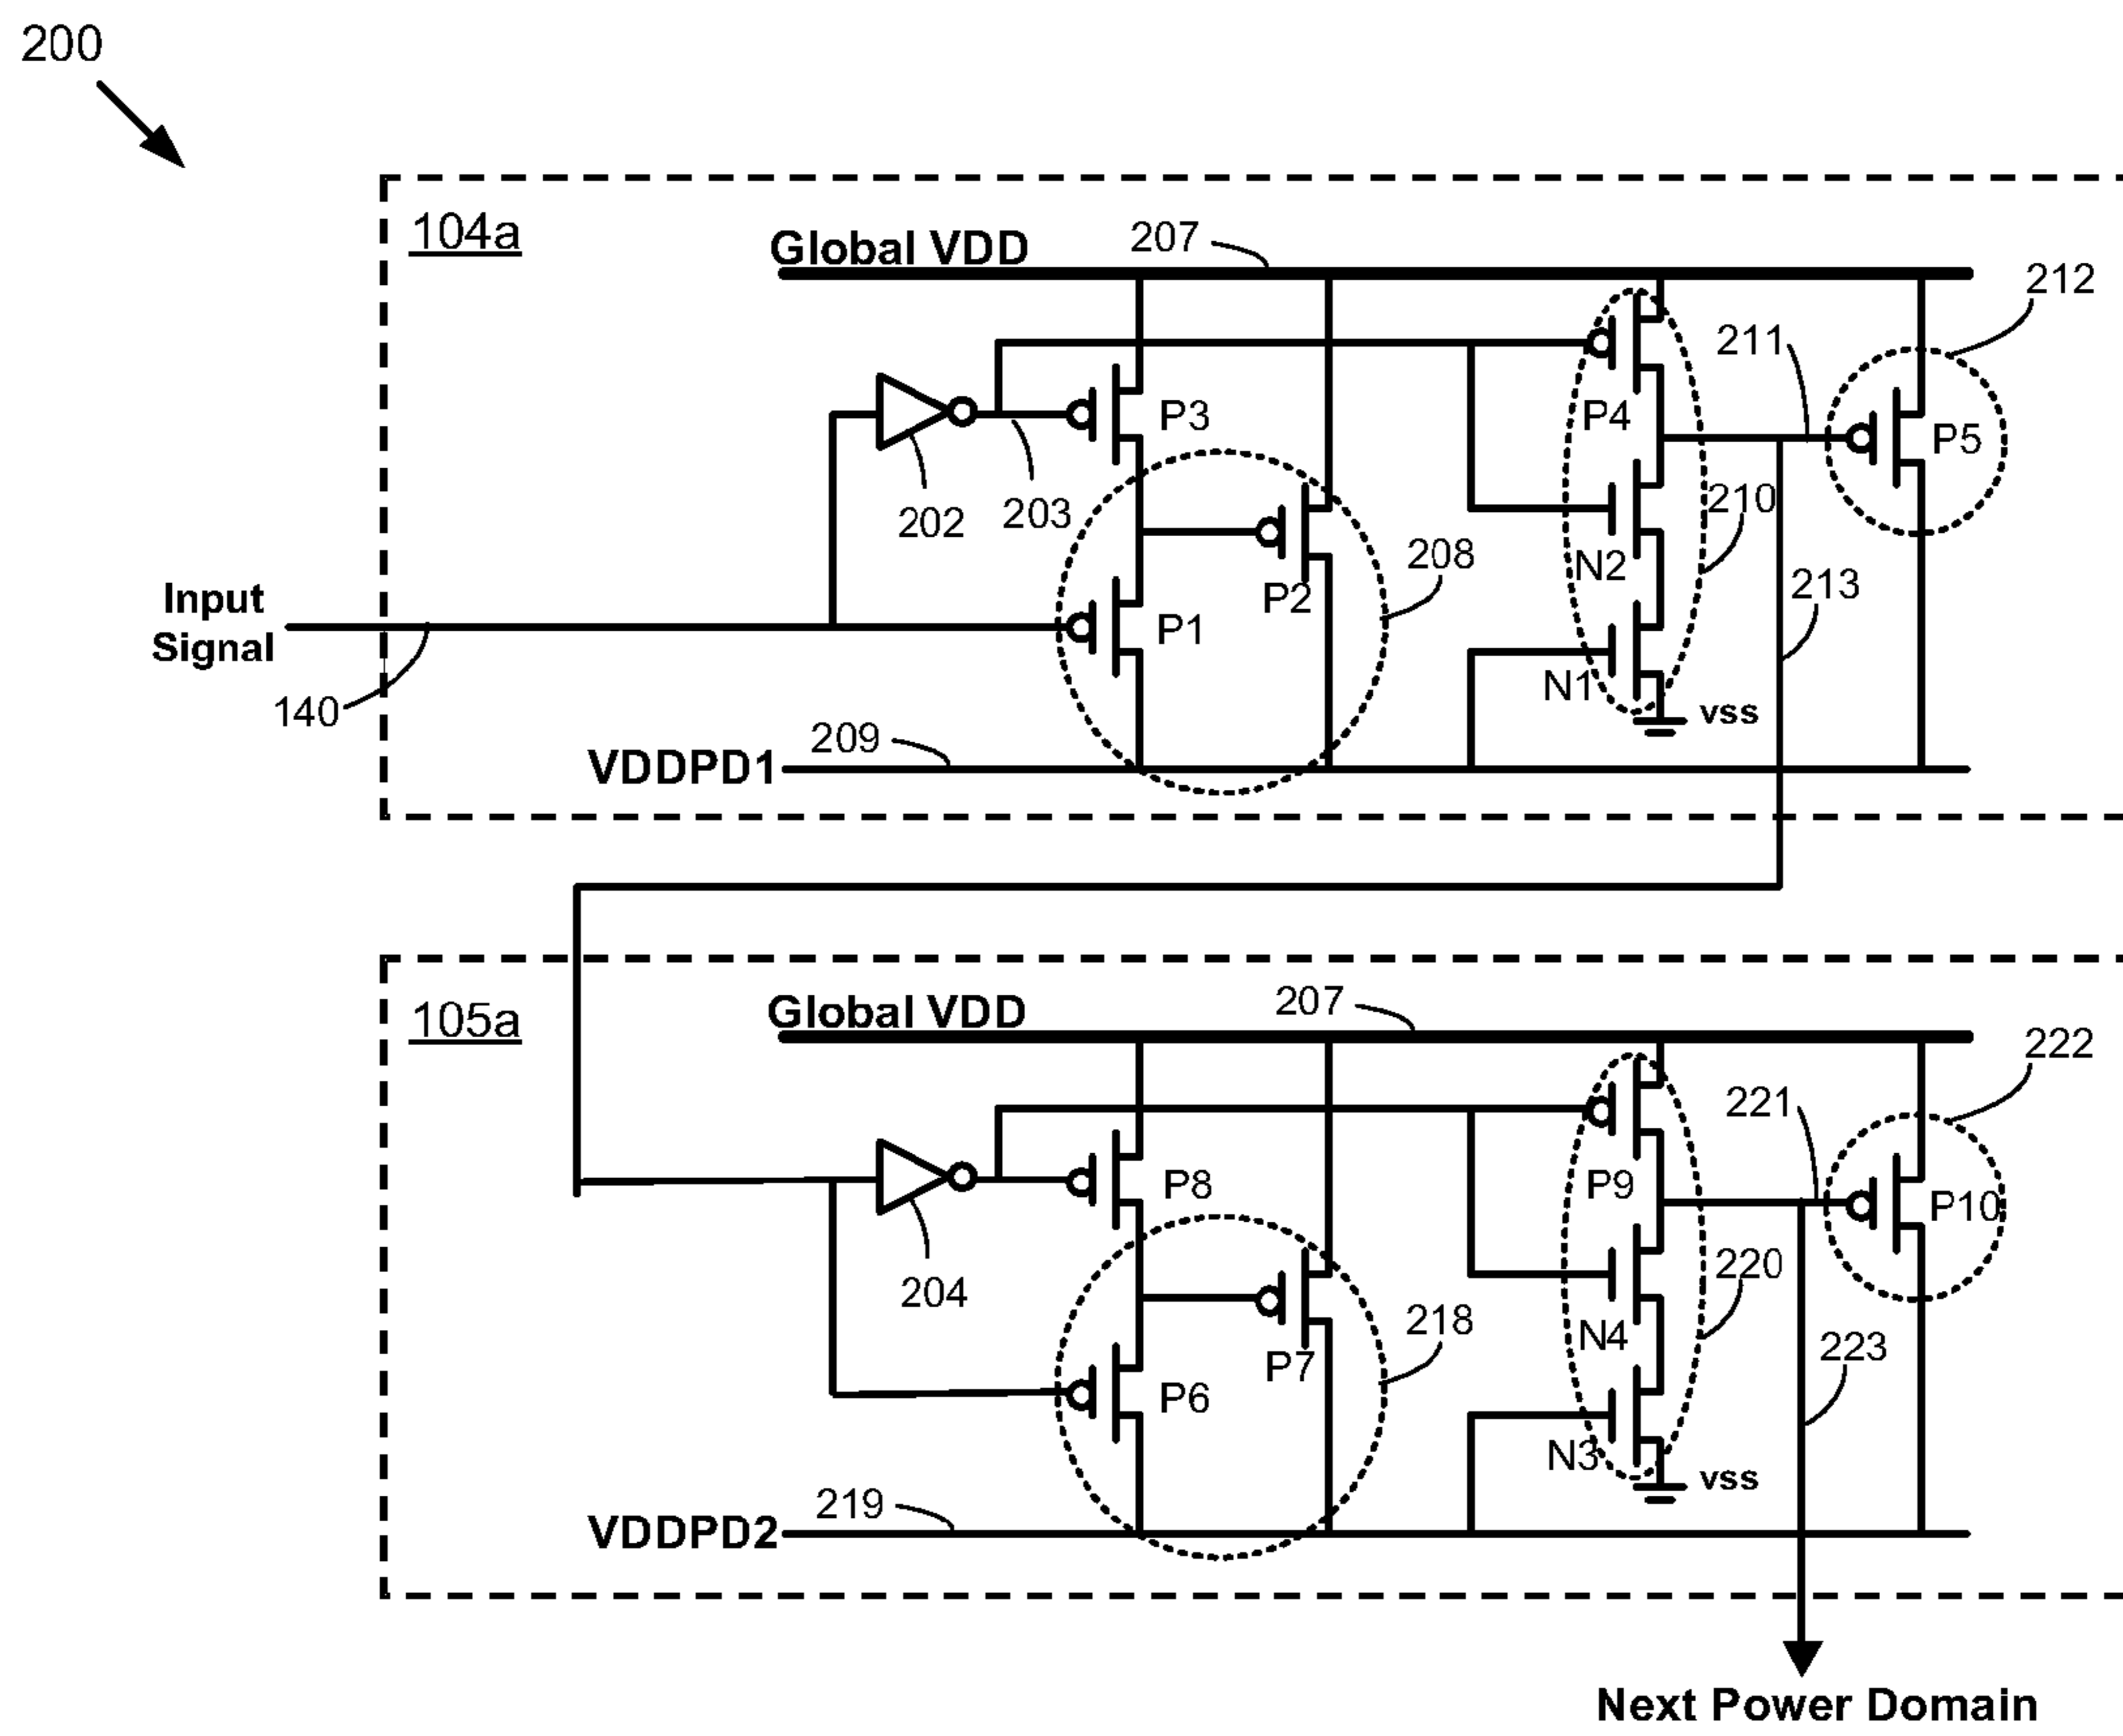 200
104a
Global VDD
207
212
211
P3
P4
P5
202
203
210
208
N2
P2
213
Input
Signal
P1
N1
140
vss
209
VDDPD1
105a
Global VDD
207
222
221
P8
P9
P10
204
220
218
N4
223
P7
P6
N3
vss
219
VDDPD2
Next Power Domain